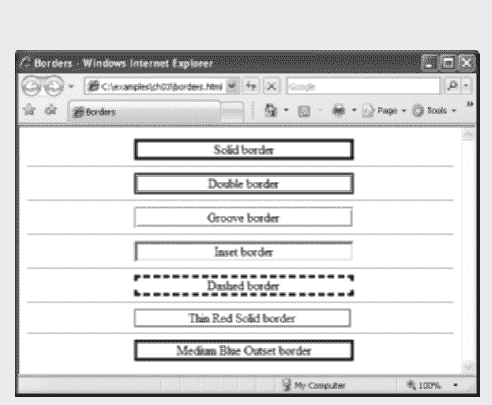 Borders - Windows Internet Explorer
C:\examples\ch03\borders.html
Google
Borders
Page
Tools
Solid border
Double border
Groove border
Inset border
Dashed border
Thin Red Solid border
Medium Blue Outset border
My Computer
100%